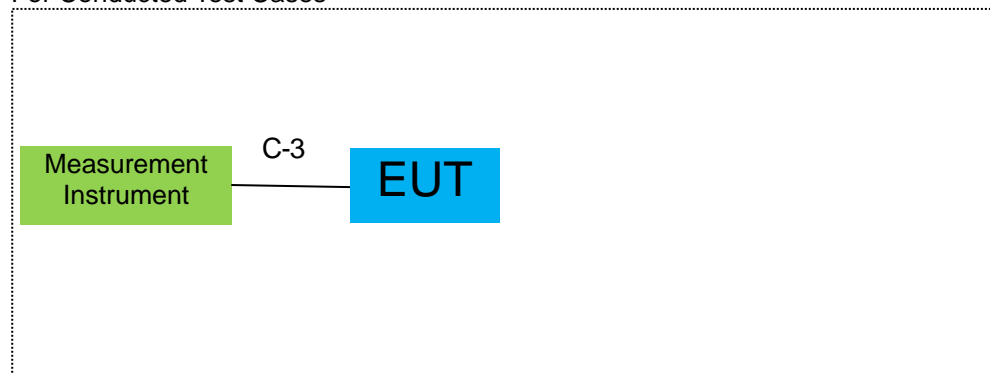 For Conducted Test Cases
C-3
Measurement
Instrument
EUT